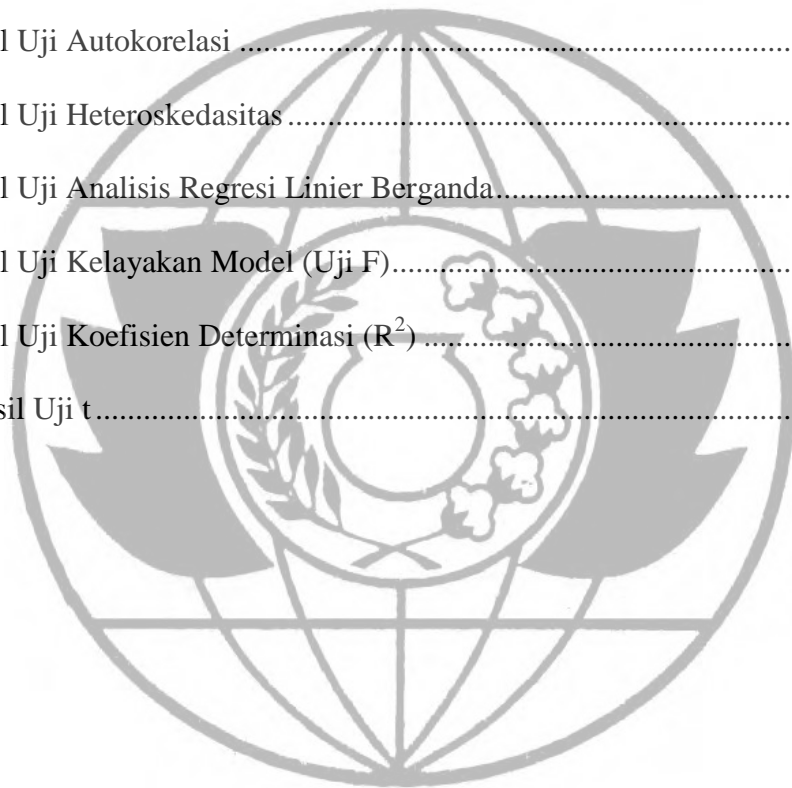 l Uji Autokorelasi ......................................................................
l Uji Heteroskedasitas ................................................................
l Uji Analisis Regresi Linier Berganda......................................
l Uji Kelayakan Model (Uji F)...................................................
l Uji Koefisien Determinasi (R²) ...............................................
sil Uji t.......................................................................................